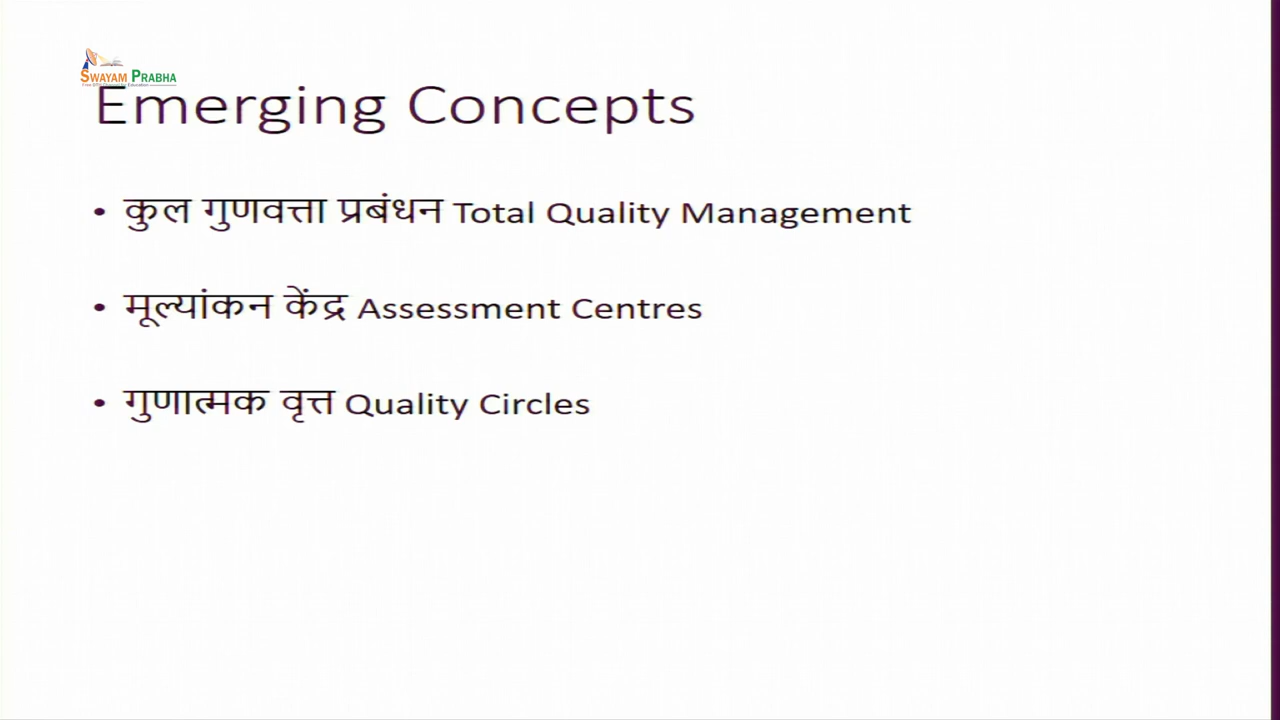 SWAYAM PRABHA
Emerging Concepts
• कुल गुणवत्ता प्रबंधन Total Quality Management
• मूल्यांकन केंद्र Assessment Centres
• गुणात्मक वृत्त Quality Circles